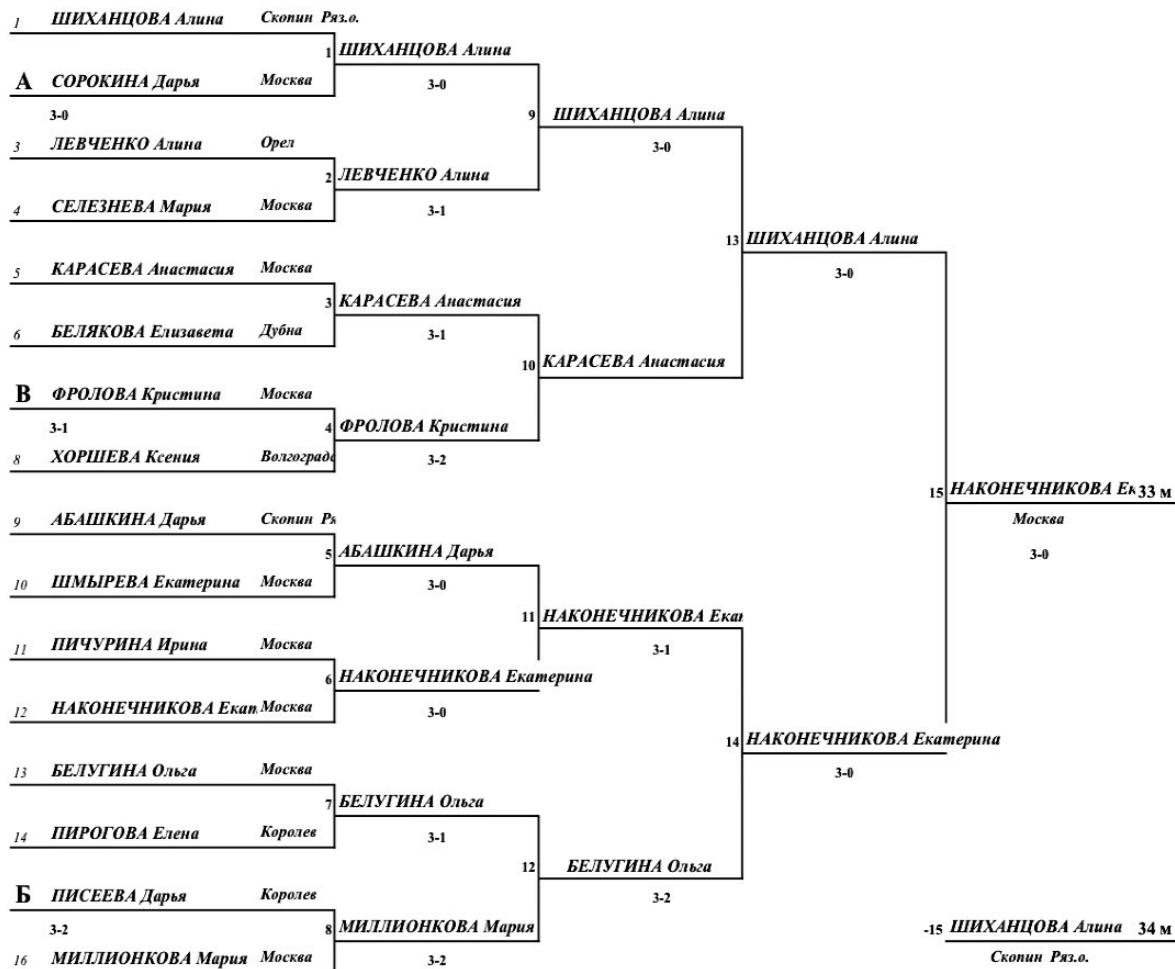 1 ШИХАНЦОВА Алина Скопин Ряз.о.
1 ШИХАНЦОВА Алина
А СОРОКИНА Дарья Москва
3-0
3-0
9 ШИХАНЦОВА Алина
3 ЛЕВЧЕНКО Алина Орел
3-0
2 ЛЕВЧЕНКО Алина
4 СЕЛЕЗНЕВА Мария Москва
3-1
13 ШИХАНЦОВА Алина
5 КАРАСЕВА Анастасия Москва
3-0
3 КАРАСЕВА Анастасия
6 БЕЛЯКОВА Елизавета Дубна
3-1
10 КАРАСЕВА Анастасия
В ФРОЛОВА Кристина Москва
3-1
4 ФРОЛОВА Кристина
8 ХОРШЕВА Ксения Волгоград
3-2
15 НАКОНЕЧНИКОВА Ек 33 м
9 АБАШКИНА Дарья Скопин Ря
Москва
5 АБАШКИНА Дарья
3-0
10 ШМЫРЕВА Екатерина Москва
3-0
11 НАКОНЕЧНИКОВА Екат
11 ПИЧУРИНА Ирина Москва
3-1
6 НАКОНЕЧНИКОВА Екатерина
12 НАКОНЕЧНИКОВА Екат Москва
3-0
14 НАКОНЕЧНИКОВА Екатерина
13 БЕЛУГИНА Ольга Москва
3-0
7 БЕЛУГИНА Ольга
14 ПИРОГОВА Елена Королев
3-1
12 БЕЛУГИНА Ольга
Б ПИСЕЕВА Дарья Королев
3-2
3-2
8 МИЛЛИОНКОВА Мария
-15 ШИХАНЦОВА Алина 34 м
16 МИЛЛИОНКОВА Мария Москва
3-2
Скопин Ряз.о.